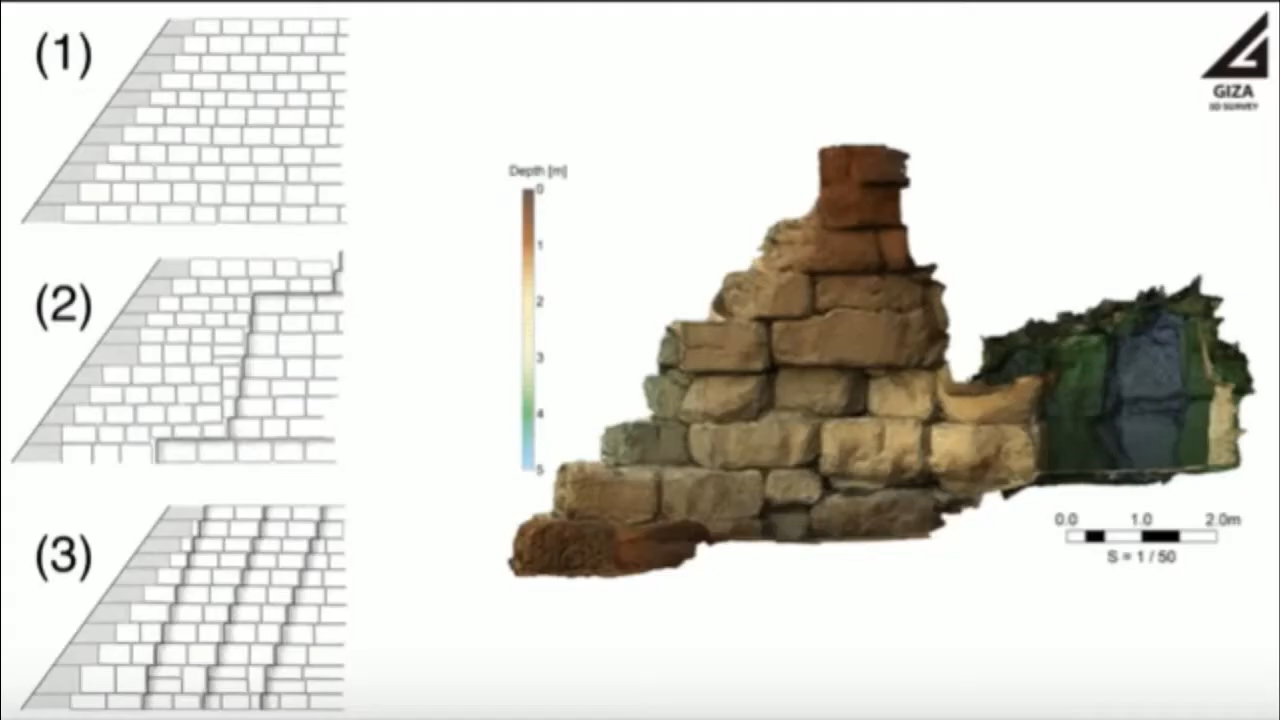 (1)
(2)
(3)
GIZA
3D SURVEY
Depth [m]
0
1
2
3
4
5
0.0 1.0 2.0m
S = 1 / 50